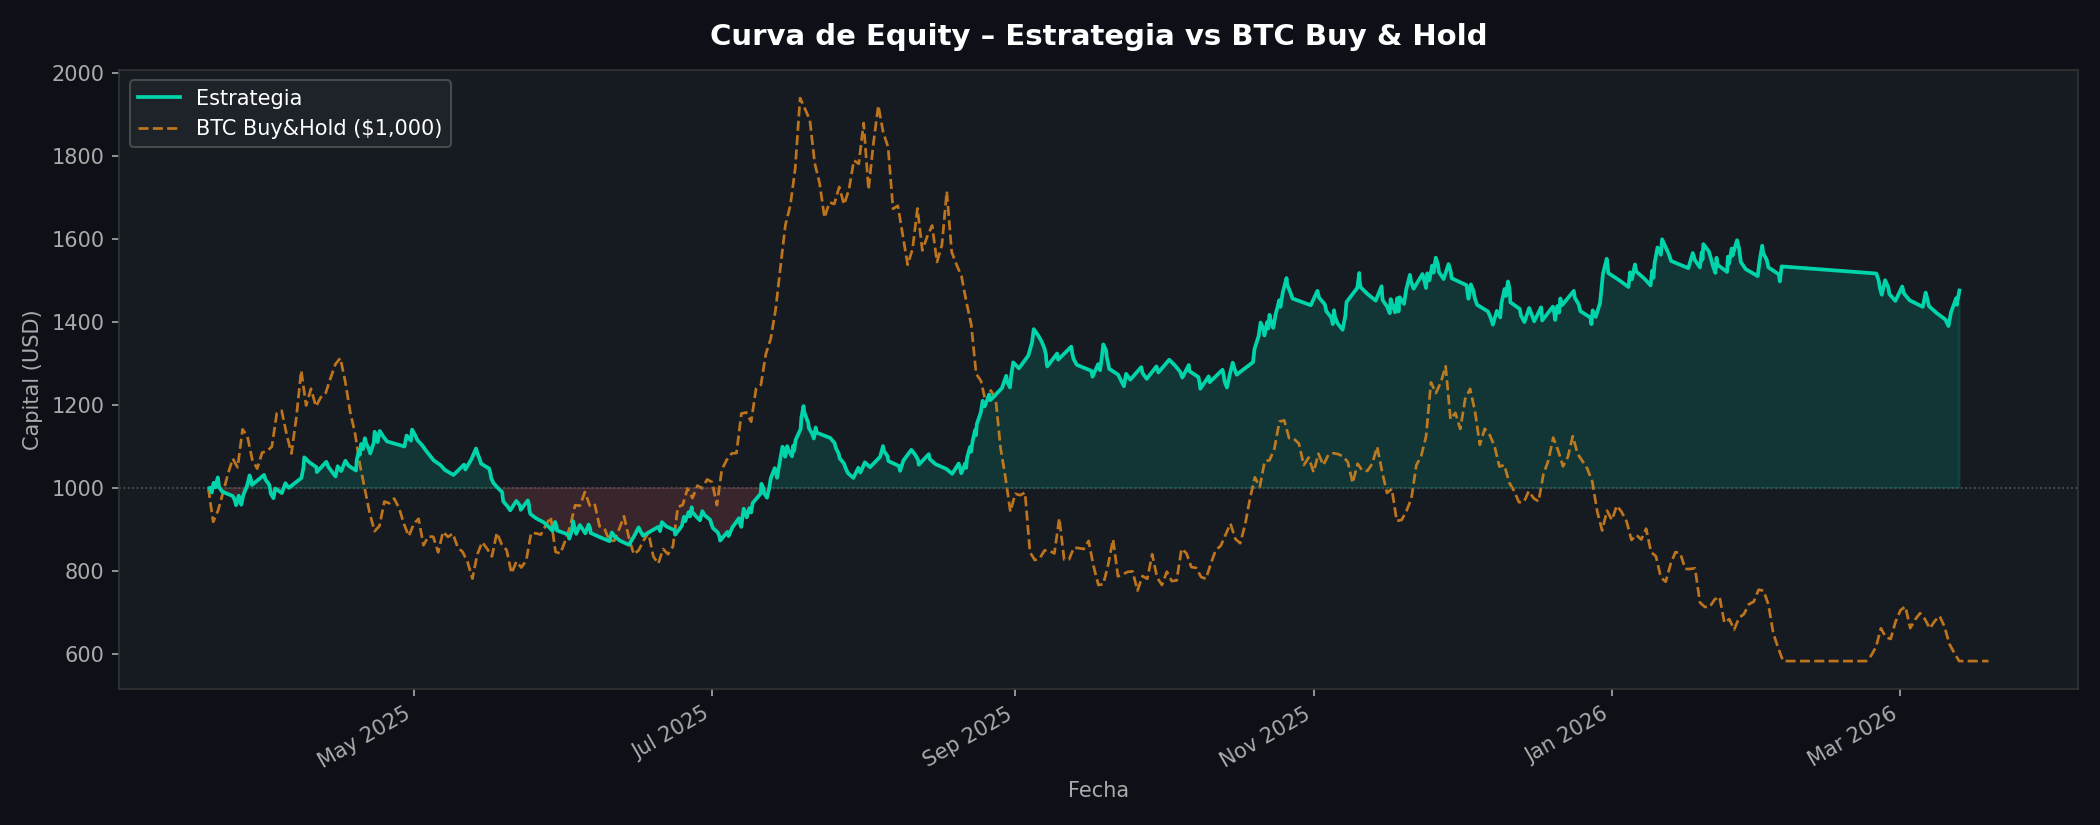 Curva de Equity – Estrategia vs BTC Buy & Hold
Estrategia
BTC Buy&Hold ($1,000)
Capital (USD)
2000
1800
1600
1400
1200
1000
800
600
May 2025
Jul 2025
Sep 2025
Nov 2025
Jan 2026
Mar 2026
Fecha